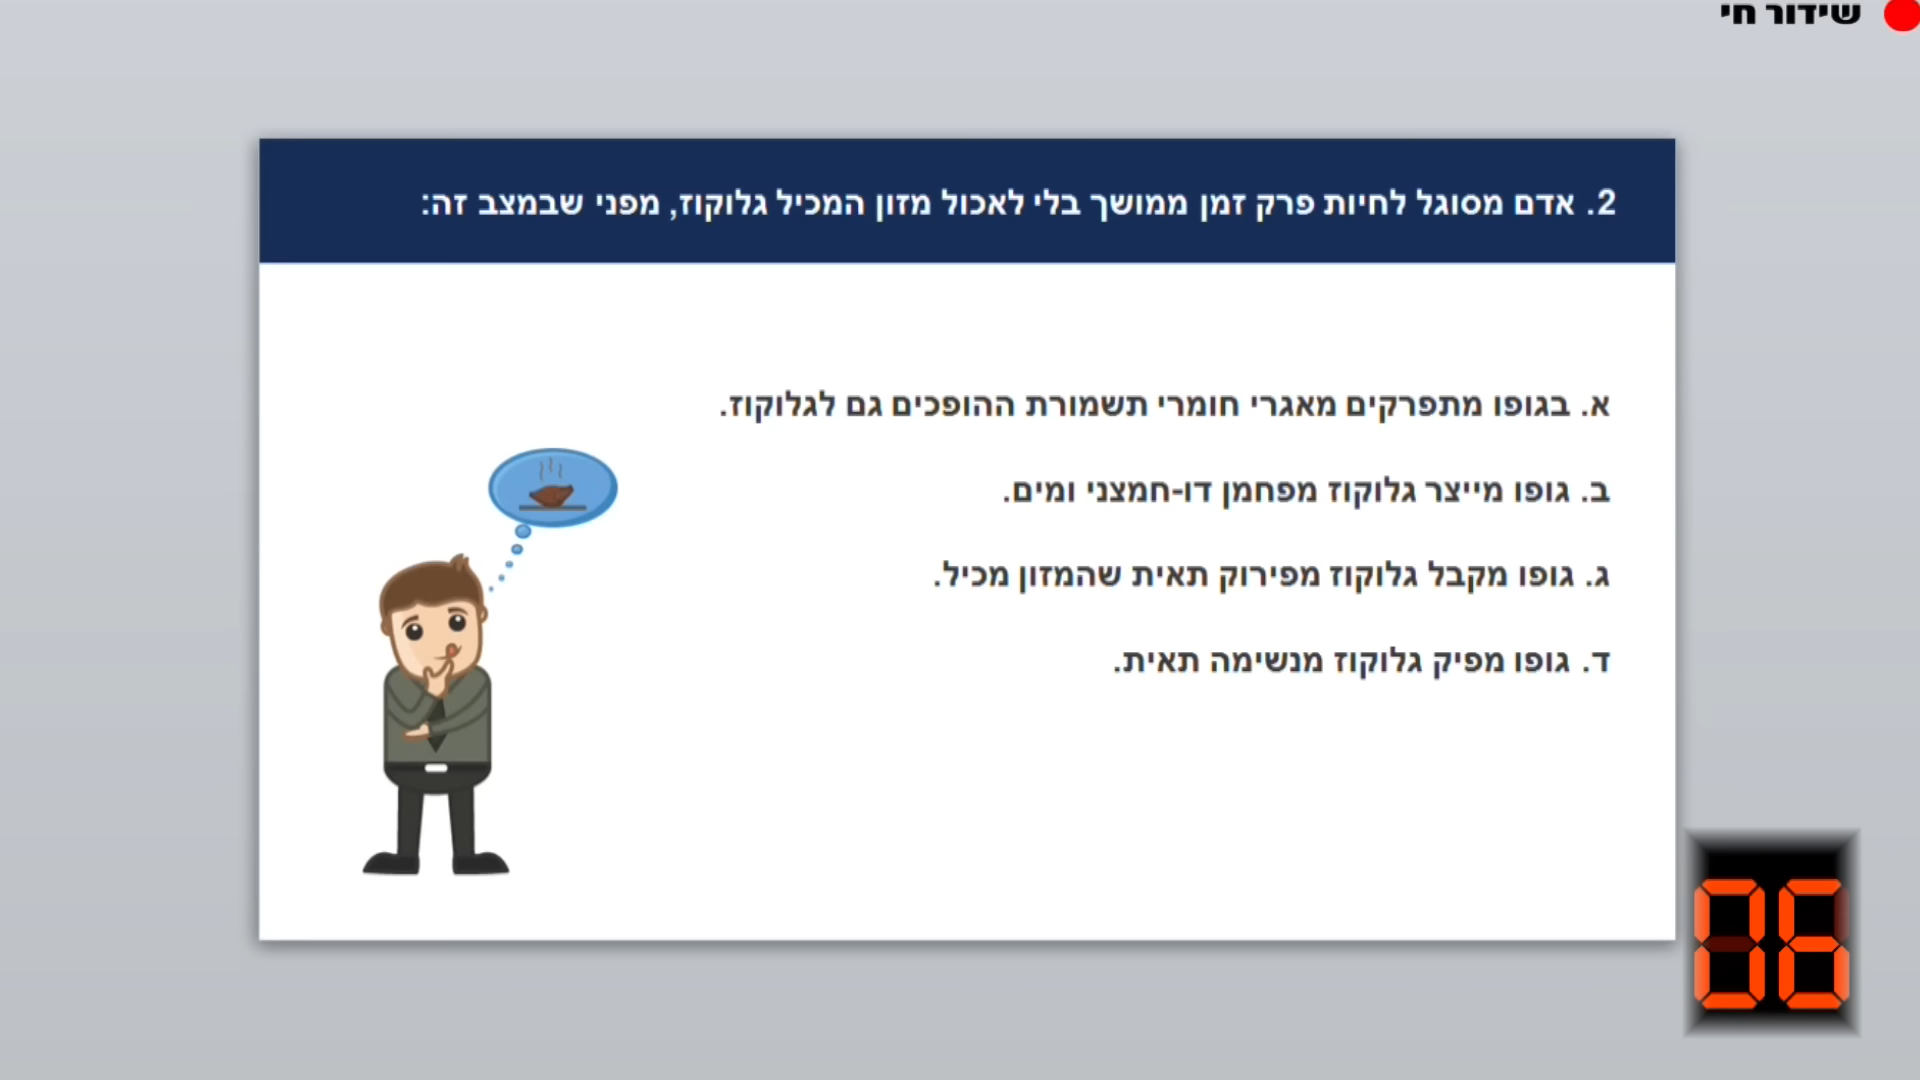 שידור חי
2. אדם מסוגל לחיות פרק זמן ממושך בלי לאכול מזון המכיל גלוקוז, מפני שבמצב זה:
א. בגופו מתפרקים מאגרי חומרי תשמורת ההופכים גם לגלוקוז.
ב. גופו מייצר גלוקוז מפחמן דו-חמצני ומים.
ג. גופו מקבל גלוקוז מפירוק תאית שהמזון מכיל.
ד. גופו מפיק גלוקוז מנשימה תאית.
06